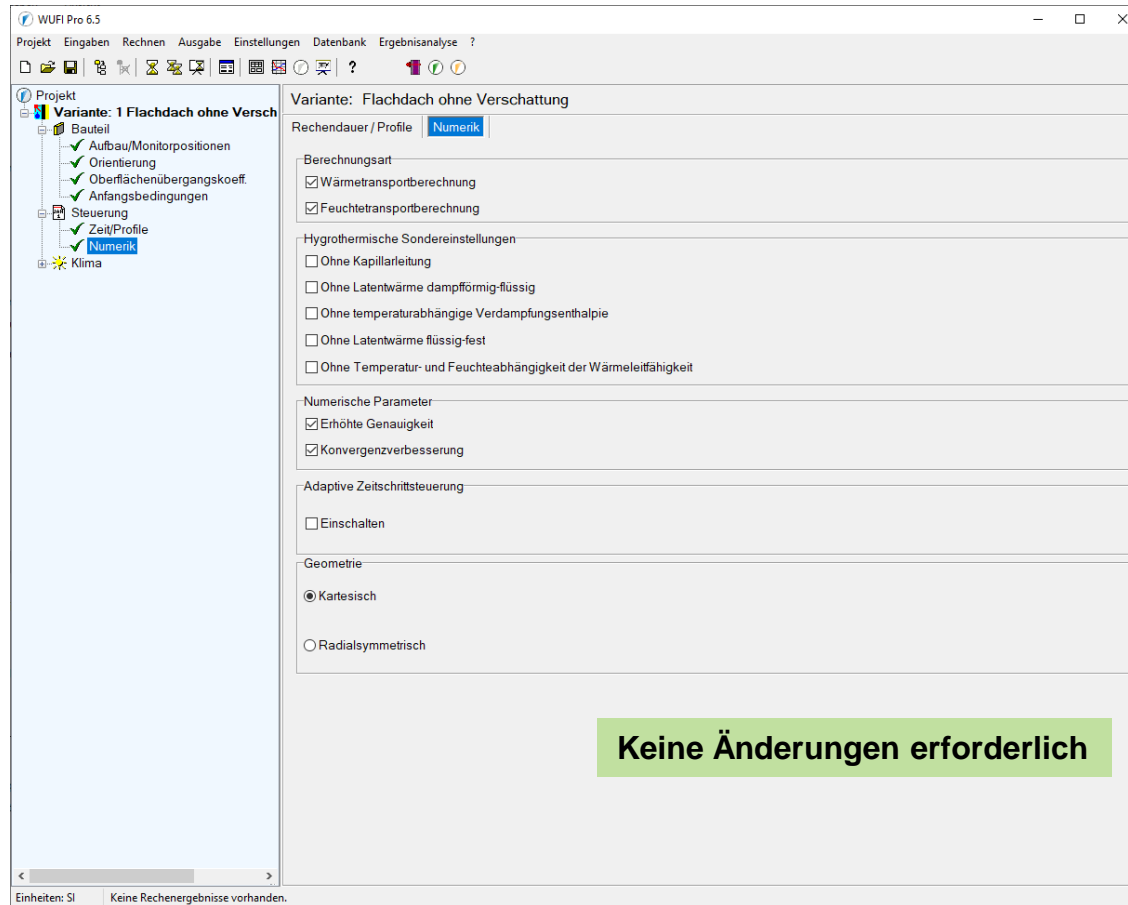 WUFI Pro 6.5
Projekt Eingaben Rechnen Ausgabe Einstellungen Datenbank Ergebnisanalyse ?
Projekt
Variante: 1 Flachdach ohne Versch
Bauteil
Aufbau/Monitorpositionen
Orientierung
Oberflächenübergangskoeff.
Anfangsbedingungen
Steuerung
Zeit/Profile
Numerik
Klima
Variante: Flachdach ohne Verschattung
Rechendauer / Profile Numerik
Berechnungsart
Wärmetransportberechnung
Feuchtetransportberechnung
Hygrothermische Sondereinstellungen
Ohne Kapillarleitung
Ohne Latentwärme dampfförmig-flüssig
Ohne temperaturabhängige Verdampfungsenthalpie
Ohne Latentwärme flüssig-fest
Ohne Temperatur- und Feuchteabhängigkeit der Wärmeleitfähigkeit
Numerische Parameter
Erhöhte Genauigkeit
Konvergenzverbesserung
Adaptive Zeitschrittsteuerung
Einschalten
Geometrie
Kartesisch
Radialsymmetrisch
Keine Änderungen erforderlich
Einheiten: SI Keine Rechenergebnisse vorhanden.